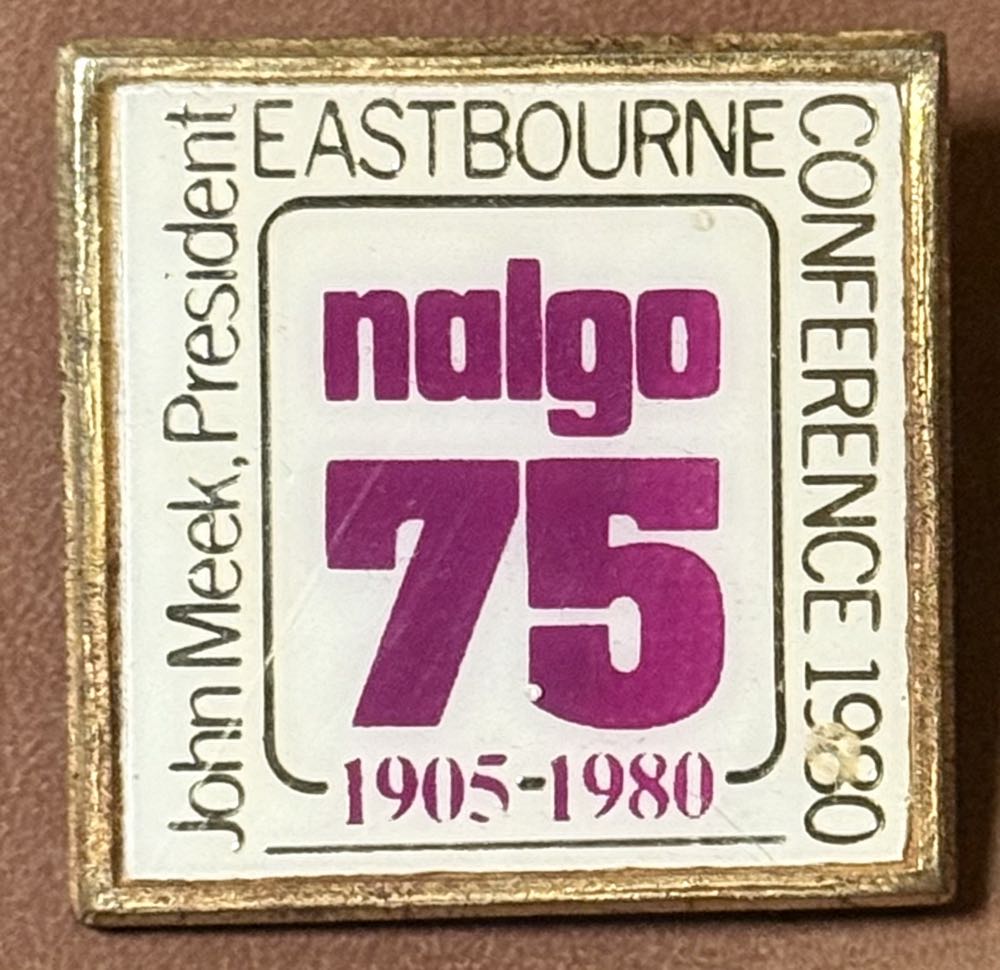 John Meek, President
EASTBOURNE
CONFERENCE 1980
nalgo
75
1905-1980